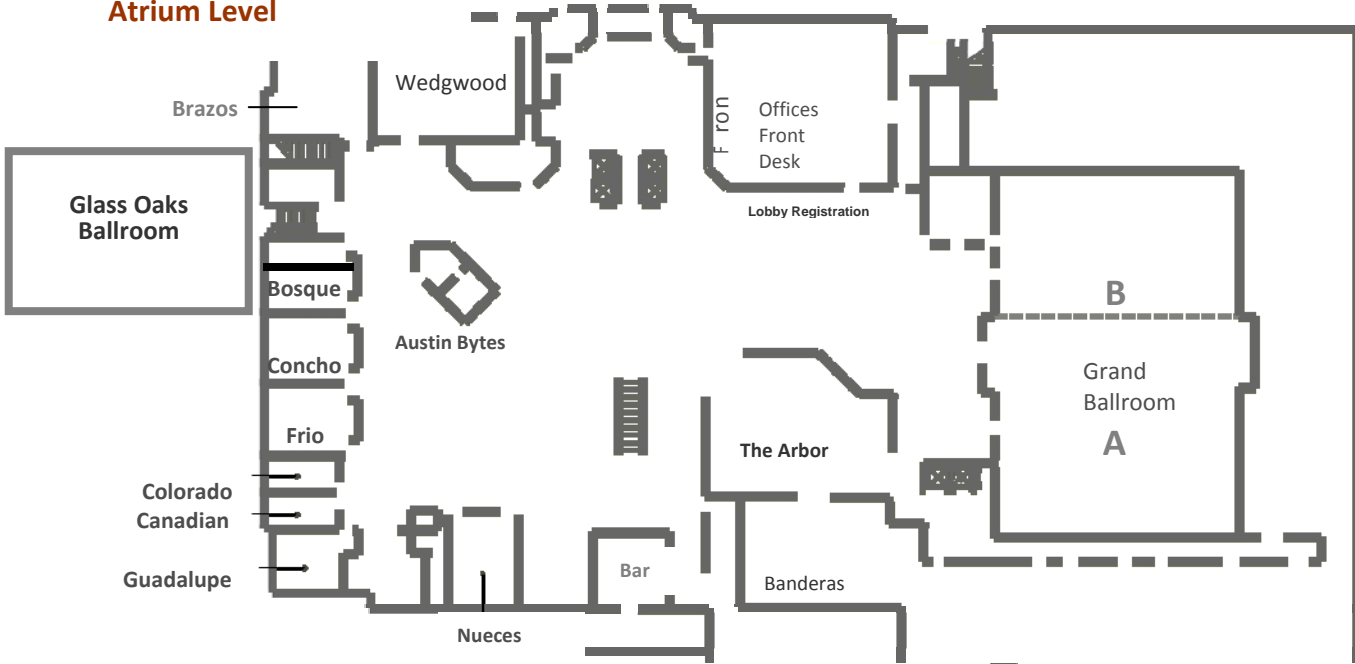 Atrium Level
Wedgwood
Brazos
F ron
Offices
Front
Desk
Glass Oaks
Ballroom
Lobby Registration
Bosque
B
Austin Bytes
Concho
Grand
Ballroom
Frio
The Arbor
A
Colorado
Canadian
Guadalupe
Bar
Banderas
Nueces